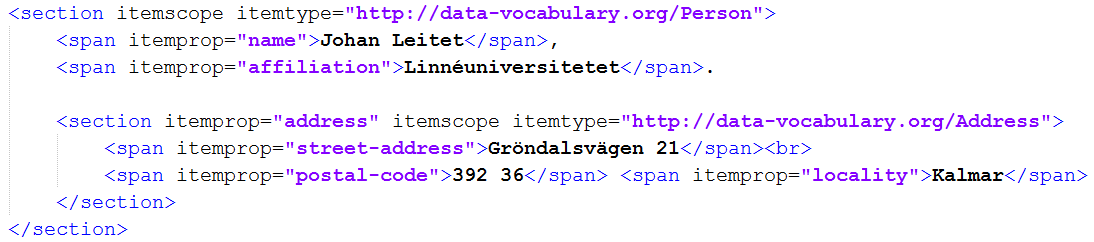 <section itemscope itemtype="http://data-vocabulary.org/Person">
    <span itemprop="name">Johan Leitet</span>,
    <span itemprop="affiliation">Linnéuniversitetet</span>.

    <section itemprop="address" itemscope itemtype="http://data-vocabulary.org/Address">
        <span itemprop="street-address">Gröndalsvägen 21</span><br>
        <span itemprop="postal-code">392 36</span> <span itemprop="locality">Kalmar</span>
    </section>
</section>